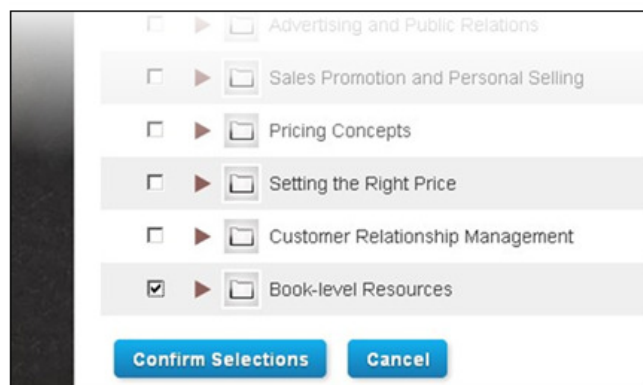 Advertising and Public Relations
Sales Promotion and Personal Selling
Pricing Concepts
Setting the Right Price
Customer Relationship Management
Book-level Resources
Confirm Selections Cancel